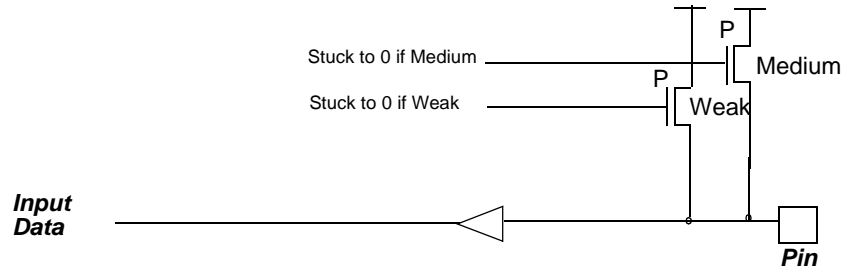 P
Stuck to 0 if Medium
Medium
P
Stuck to 0 if Weak
Weak
Input
Data
Pin